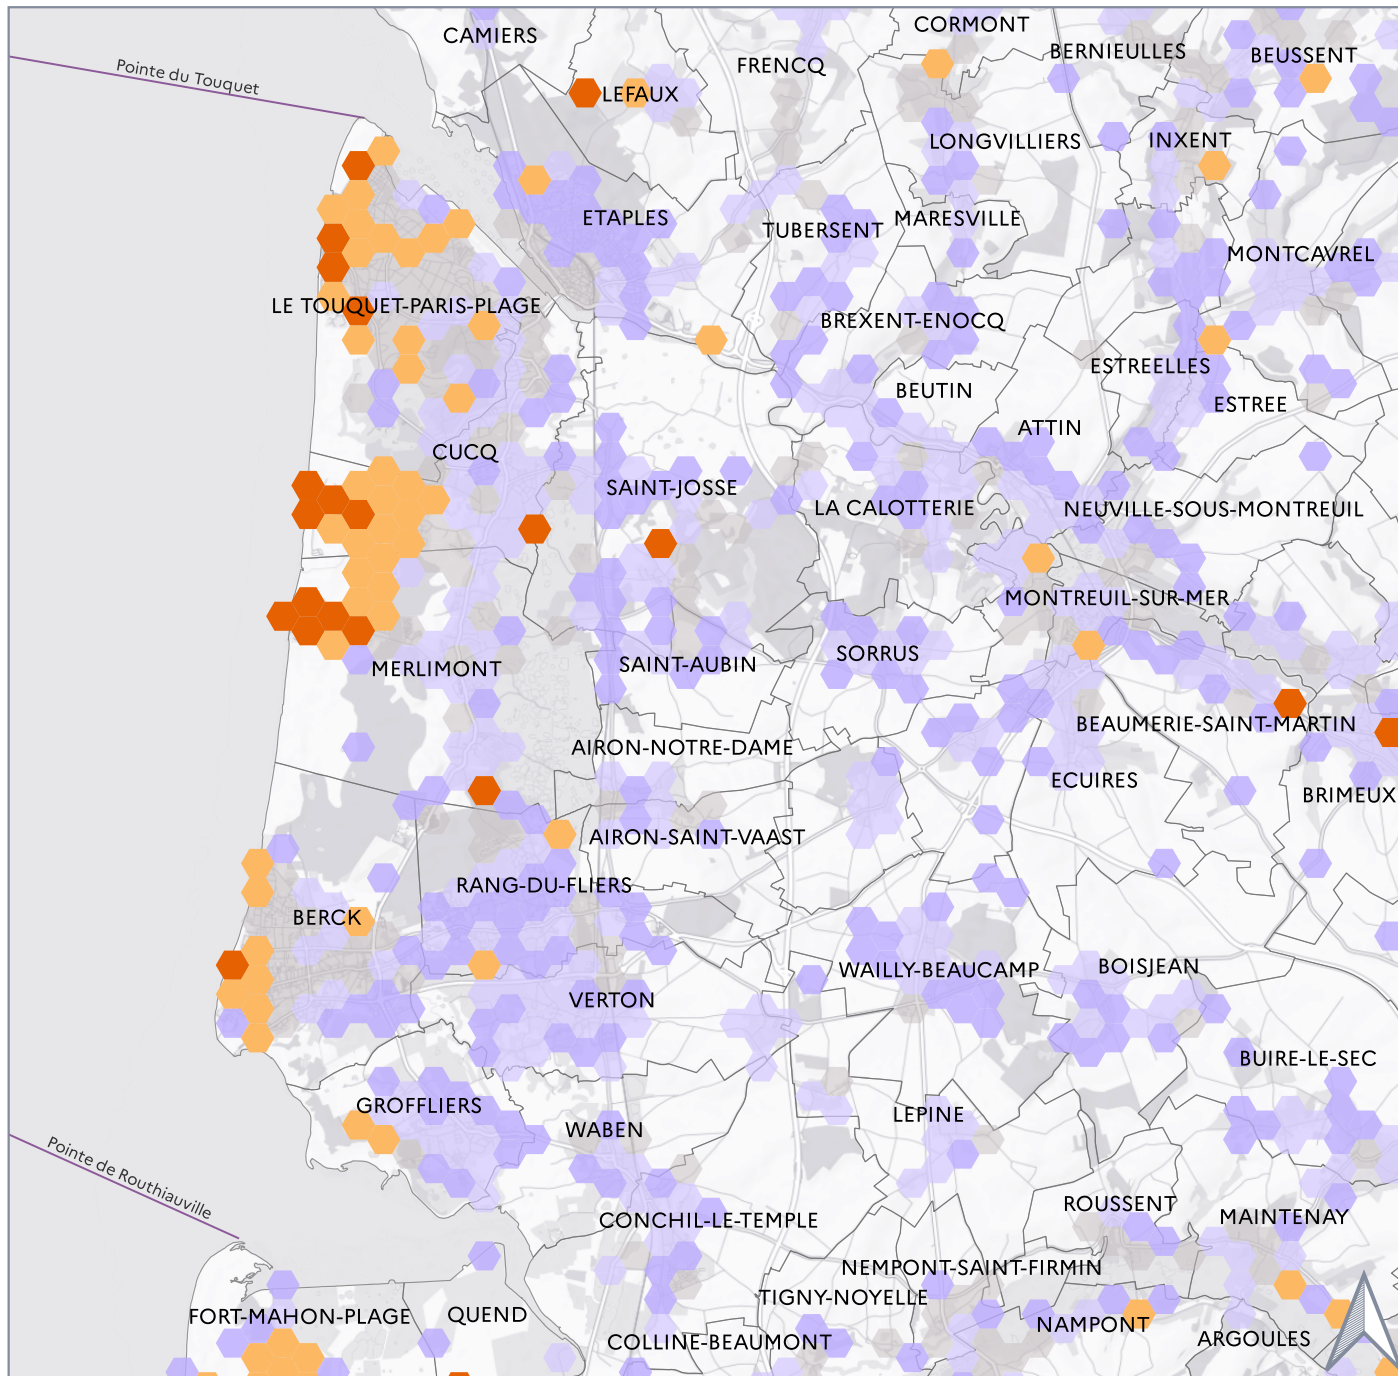 CORMONT
CAMIERS
BERNIEULLES
BEUSSENT
FRENCQ
Pointe du Touquet
LEFAUX
LONGVILLIERS
INXENT
ETAPLES
MARESVILLE
TUBERSENT
MONTCAVREL
LE TOUQUET-PARIS-PLAGE
BREXENT-ENOCQ
ESTREELLES
BEUTIN
ESTREE
ATTIN
CUCQ
SAINT-JOSSE
LA CALOTTERIE
NEUVILLE-SOUS-MONTREUIL
MONTREUIL-SUR-MER
SORRUS
SAINT-AUBIN
MERLIMONT
BEAUMERIE-SAINT-MARTIN
AIRON-NOTRE-DAME
ECUIRES
BRIMEUX
AIRON-SAINT-VAAST
RANG-DU-FLIERS
BERCK
WAILLY-BEAUCAMP
BOISJEAN
VERTON
BUIRE-LE-SEC
GROFFLIERS
LEPINE
WABEN
Pointe de Routhiauville
ROUSSENT
MAINTENAY
CONCHIL-LE-TEMPLE
NEMPONT-SAINT-FIRMIN
TIGNY-NOYELLE
FORT-MAHON-PLAGE
QUEND
NAMPONT
ARGOULES
COLLINE-BEAUMONT